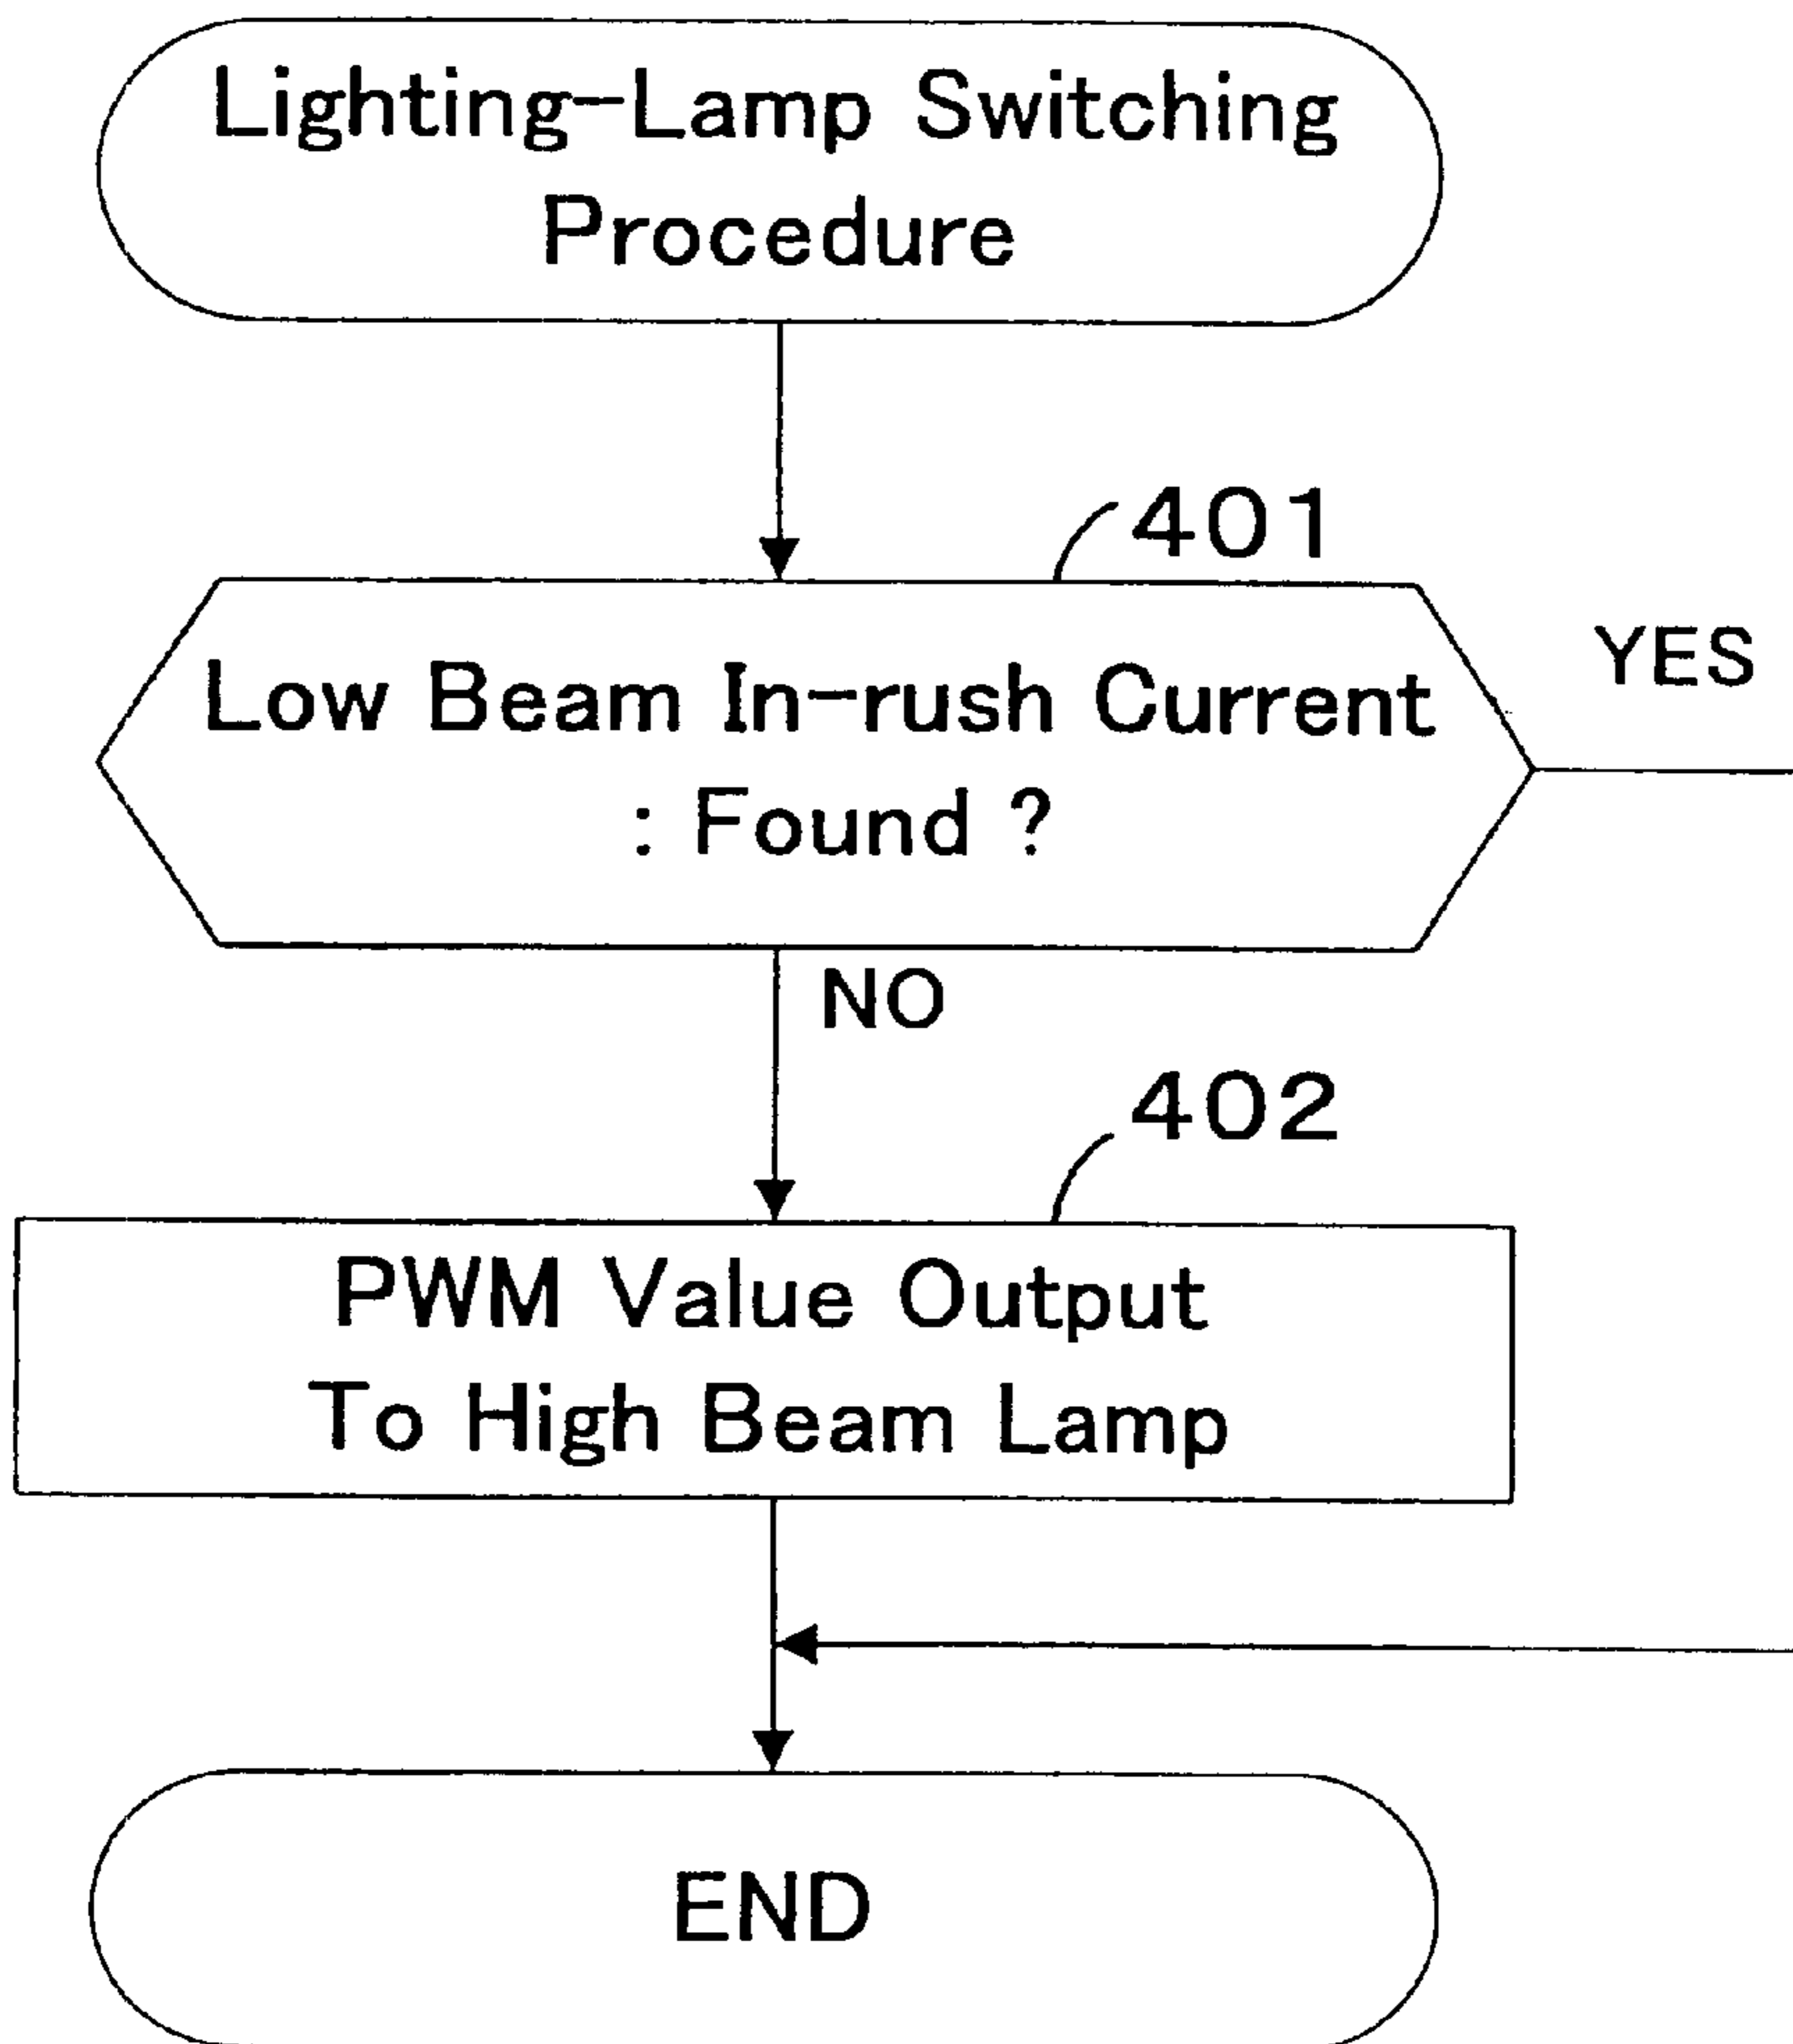 Lighting-Lamp Switching
Procedure
401
Low Beam In-rush Current
: Found ?
YES
NO
402
PWM Value Output
To High Beam Lamp
END